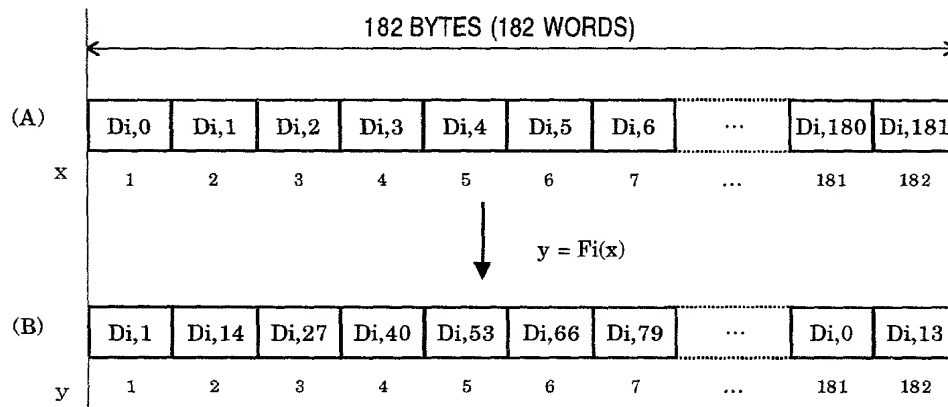 182 BYTES (182 WORDS)
(A) Di,0 Di,1 Di,2 Di,3 Di,4 Di,5 Di,6 ... Di,180 Di,181
x 1 2 3 4 5 6 7 ... 181 182
y = Fi(x)
(B) Di,1 Di,14 Di,27 Di,40 Di,53 Di,66 Di,79 ... Di,0 Di,13
y 1 2 3 4 5 6 7 ... 181 182